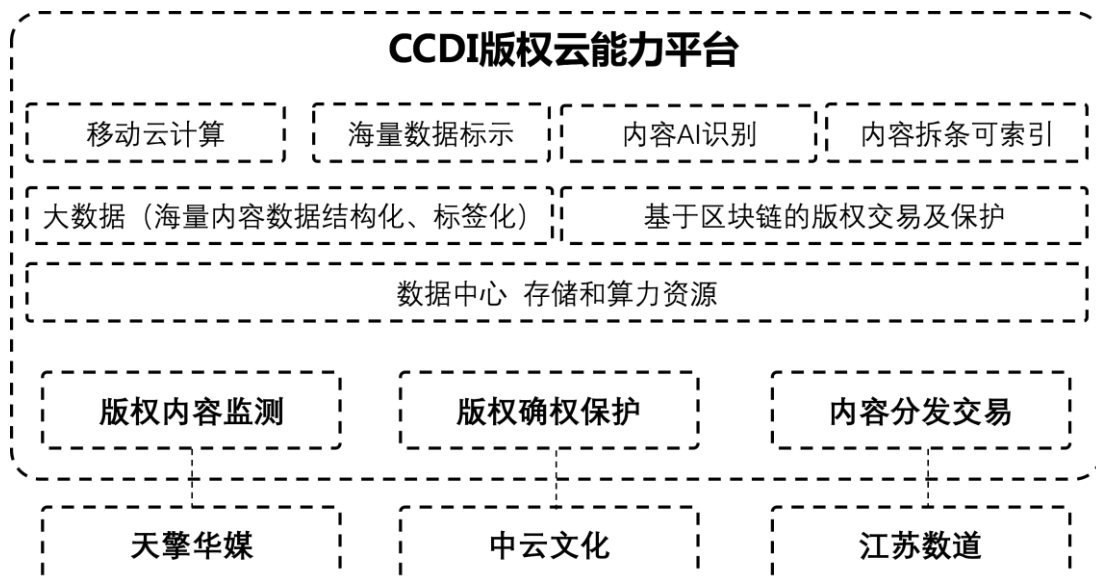 CCDI版权云能力平台
移动云计算
海量数据标示
内容AI识别
内容拆条可索引
大数据（海量内容数据结构化、标签化）
基于区块链的版权交易及保护
数据中心 存储和算力资源
版权内容监测
版权确权保护
内容分发交易
天擎华媒
中云文化
江苏数道